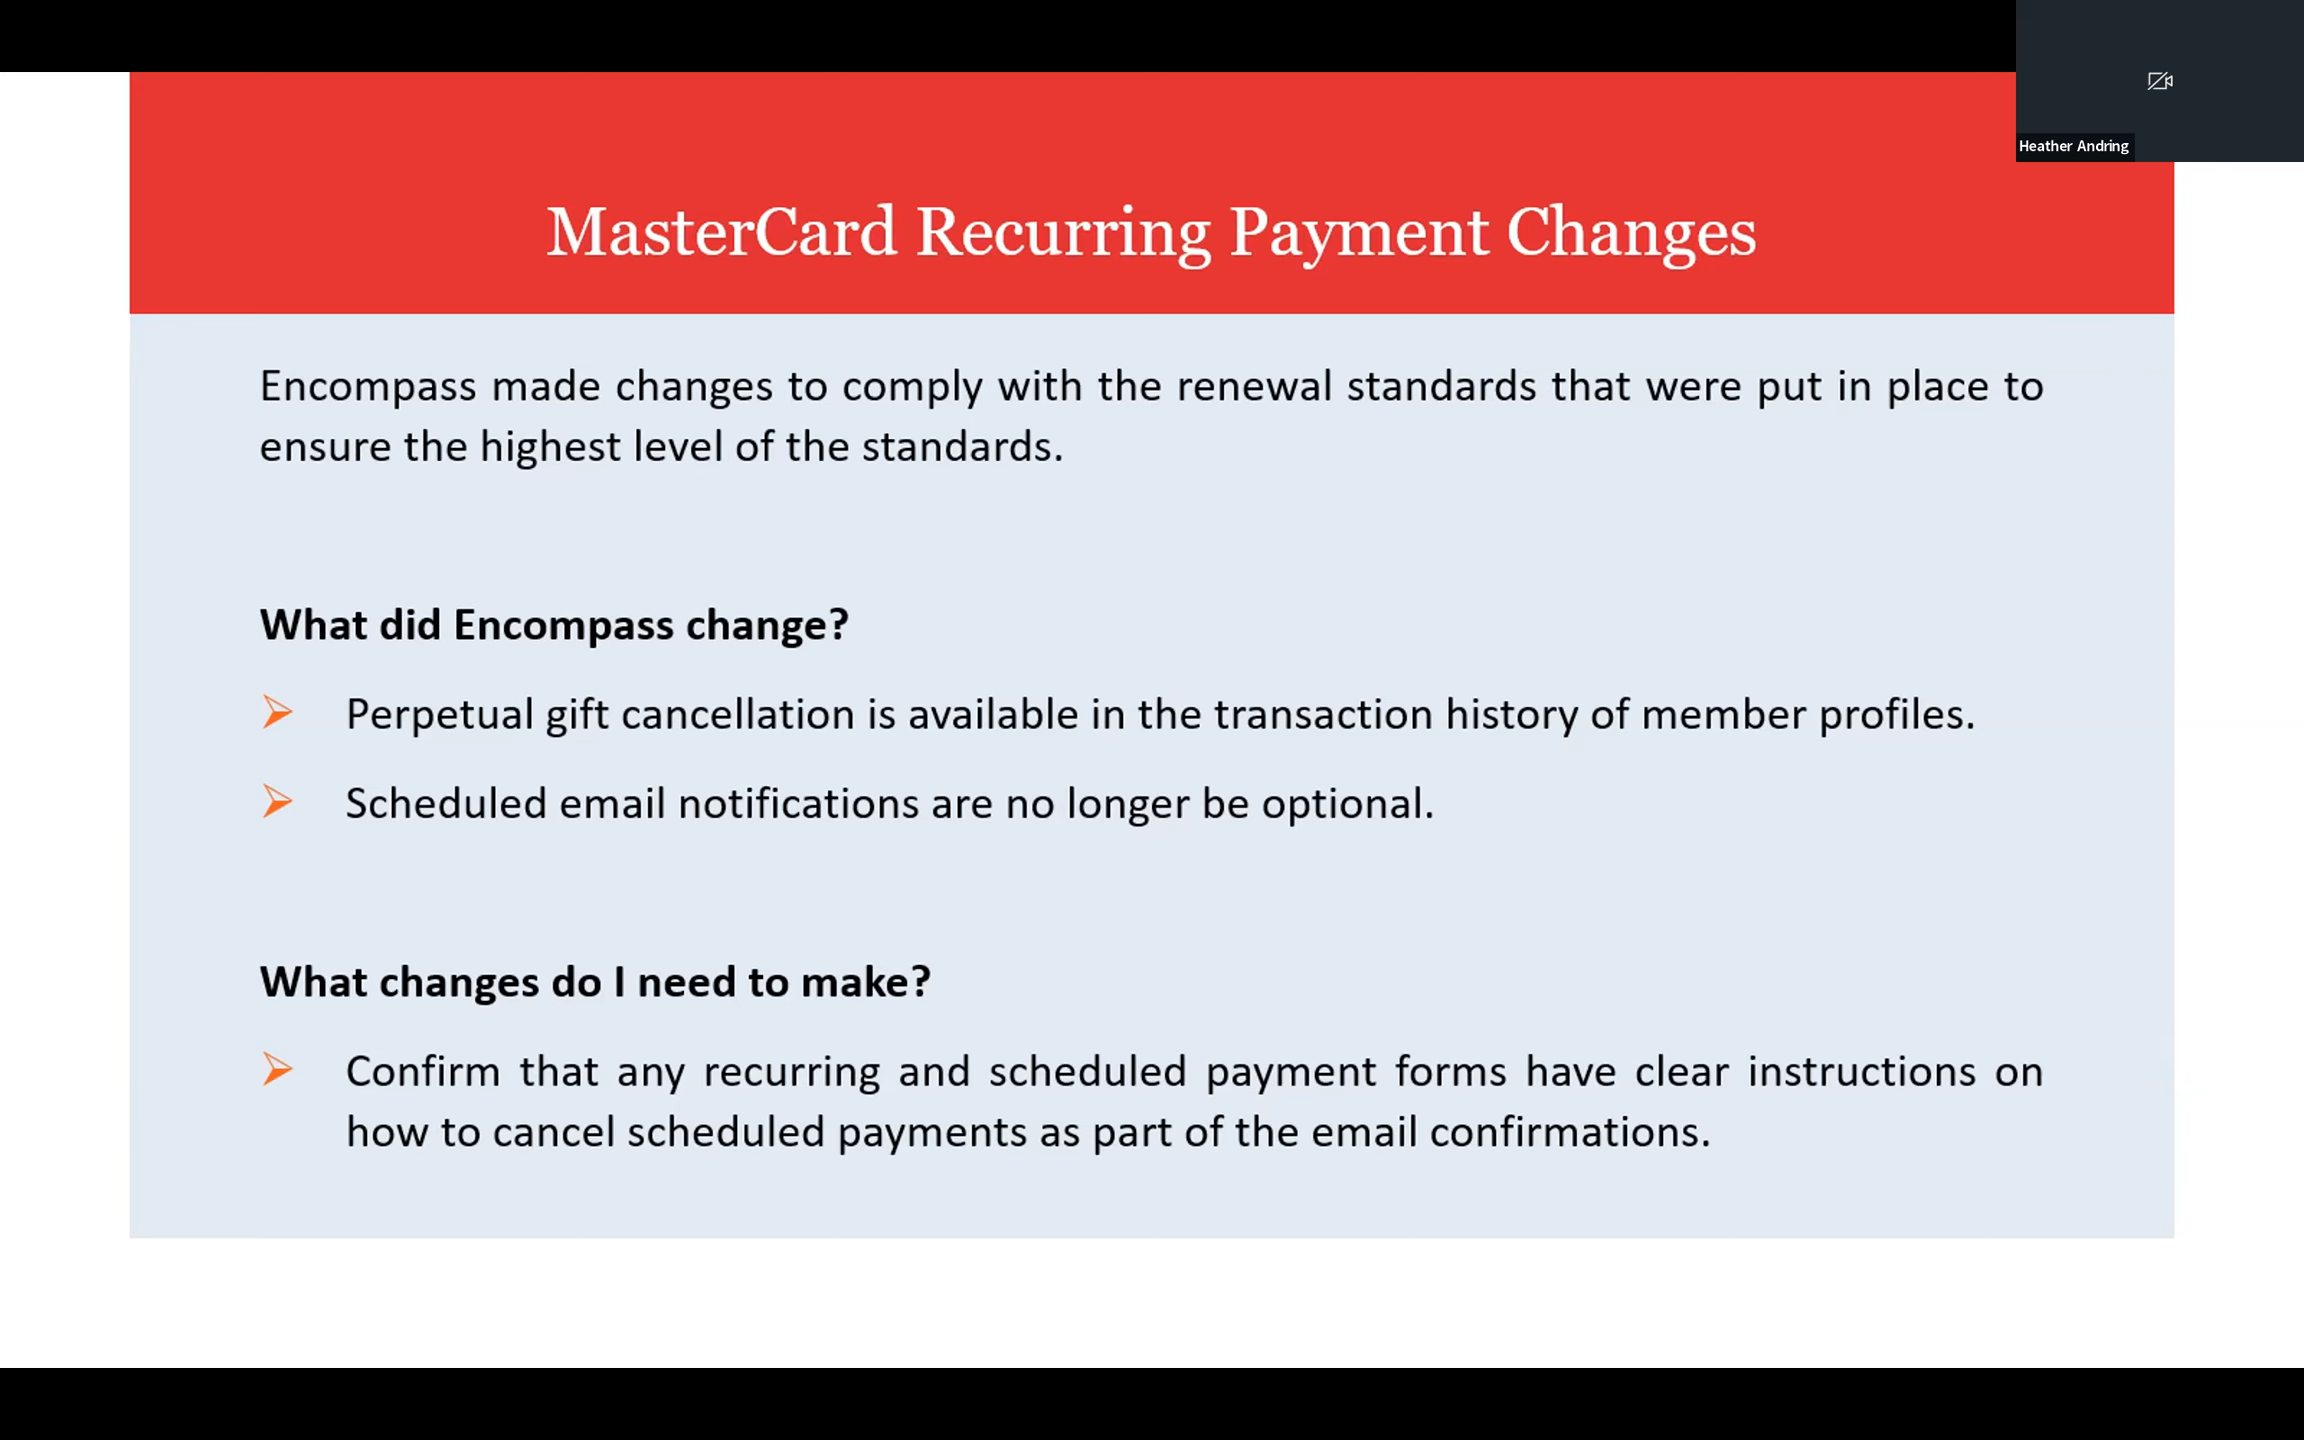 Heather Andring
MasterCard Recurring Payment Changes
Encompass made changes to comply with the renewal standards that were put in place to
ensure the highest level of the standards.
What did Encompass change?
Perpetual gift cancellation is available in the transaction history of member profiles.
Scheduled email notifications are no longer be optional.
What changes do I need to make?
Confirm that any recurring and scheduled payment forms have clear instructions on
how to cancel scheduled payments as part of the email confirmations.